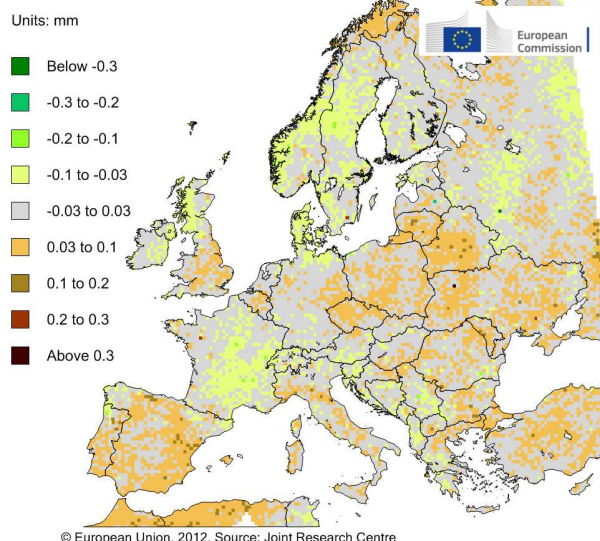 Units: mm
European
Commission
Below -0.3
-0.3 to -0.2
-0.2 to -0.1
-0.1 to -0.03
-0.03 to 0.03
0.03 to 0.1
0.1 to 0.2
0.2 to 0.3
Above 0.3
© European Union, 2012. Source: Joint Research Centre